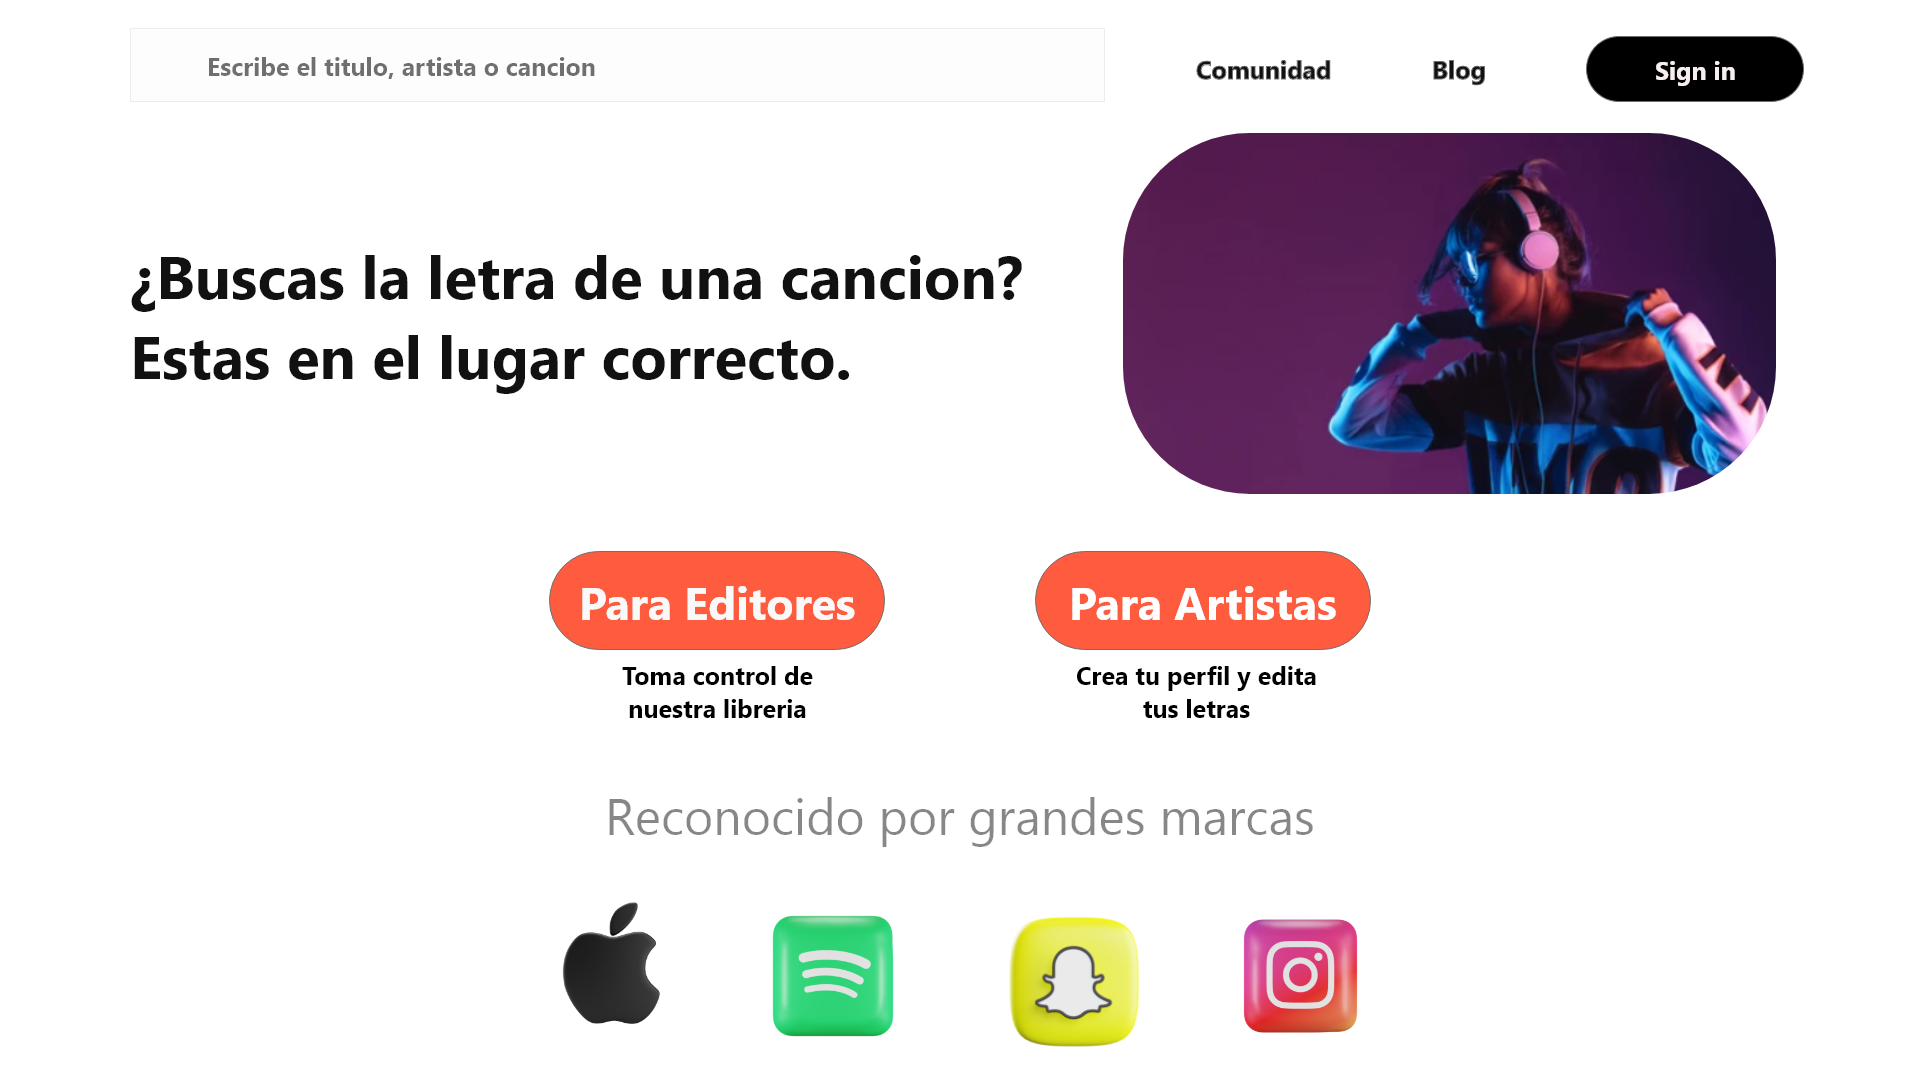 Escribe el titulo, artista o cancion
Comunidad
Blog
Sign in
¿Buscas la letra de una cancion?
Estas en el lugar correcto.
Para Editores
Toma control de
nuestra libreria
Para Artistas
Crea tu perfil y edita
tus letras
Reconocido por grandes marcas